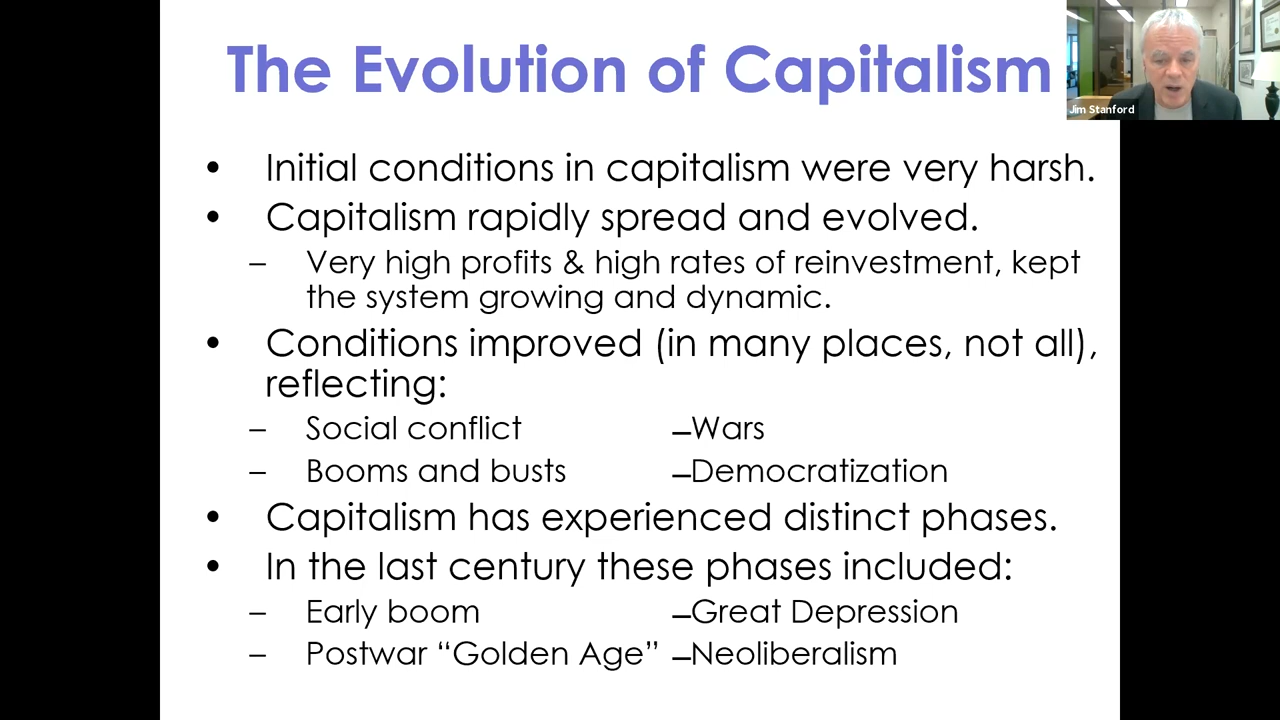 The Evolution of Capitalism
Jim Stanford
• Initial conditions in capitalism were very harsh.
• Capitalism rapidly spread and evolved.
– Very high profits & high rates of reinvestment, kept
the system growing and dynamic.
• Conditions improved (in many places, not all),
reflecting:
– Social conflict –Wars
– Booms and busts –Democratization
• Capitalism has experienced distinct phases.
• In the last century these phases included:
– Early boom –Great Depression
– Postwar “Golden Age” –Neoliberalism